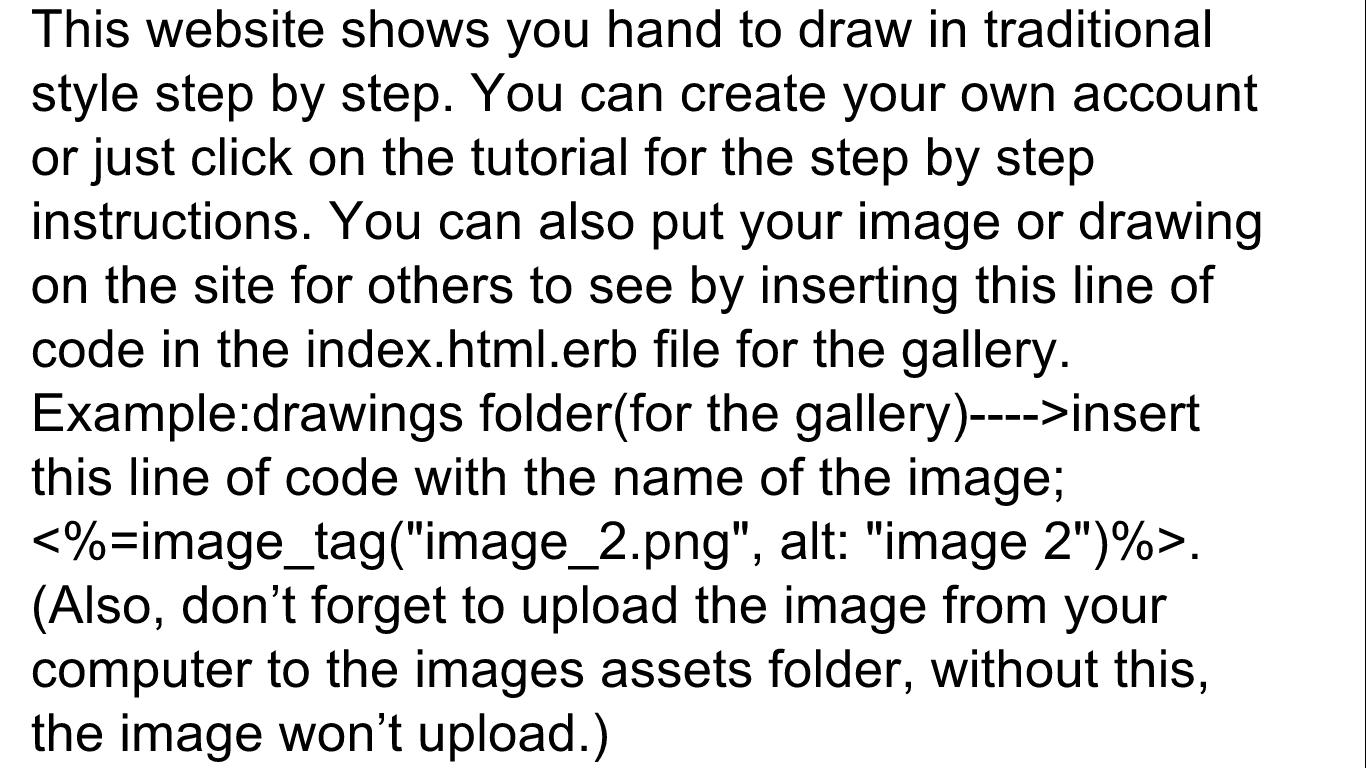 This website shows you hand to draw in traditional
style step by step. You can create your own account
or just click on the tutorial for the step by step
instructions. You can also put your image or drawing
on the site for others to see by inserting this line of
code in the index.html.erb file for the gallery.
Example:drawings folder(for the gallery)---->insert
this line of code with the name of the image;
<%=image_tag("image_2.png", alt: "image 2")%>.
(Also, don’t forget to upload the image from your
computer to the images assets folder, without this,
the image won’t upload.)